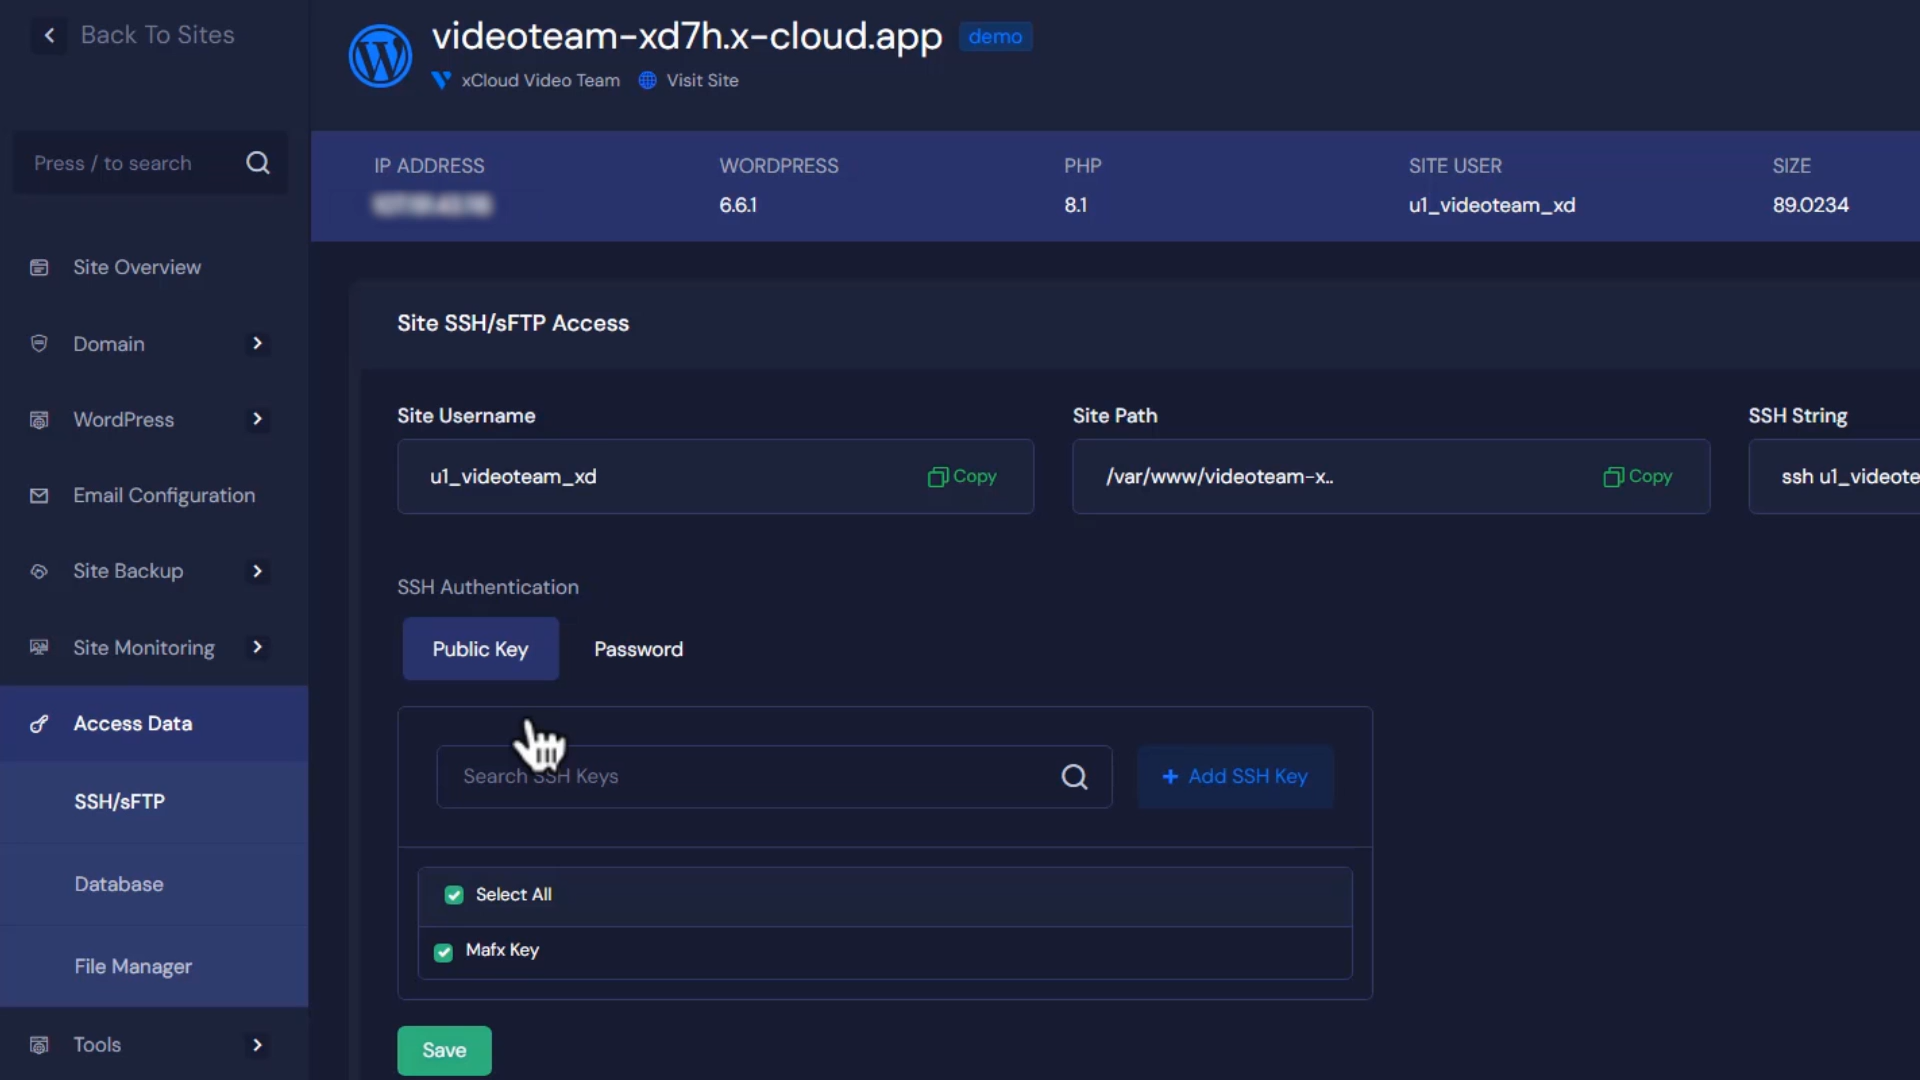 Back To Sites
videoteam-xd7h.x-cloud.app demo
xCloud Video Team Visit Site
Press / to search
IP ADDRESS WORDPRESS PHP SITE USER SIZE
6.6.1 8.1 u1_videoteam_xd 89.0234
Site Overview
Domain
WordPress
Email Configuration
Site Backup
Site Monitoring
Access Data
SSH/sFTP
Database
File Manager
Tools
Site SSH/sFTP Access
Site Username Site Path SSH String
u1_videoteam_xd Copy /var/www/videoteam-x.. Copy ssh u1_videote
SSH Authentication
Public Key Password
Search SSH Keys + Add SSH Key
Select All
Mafx Key
Save